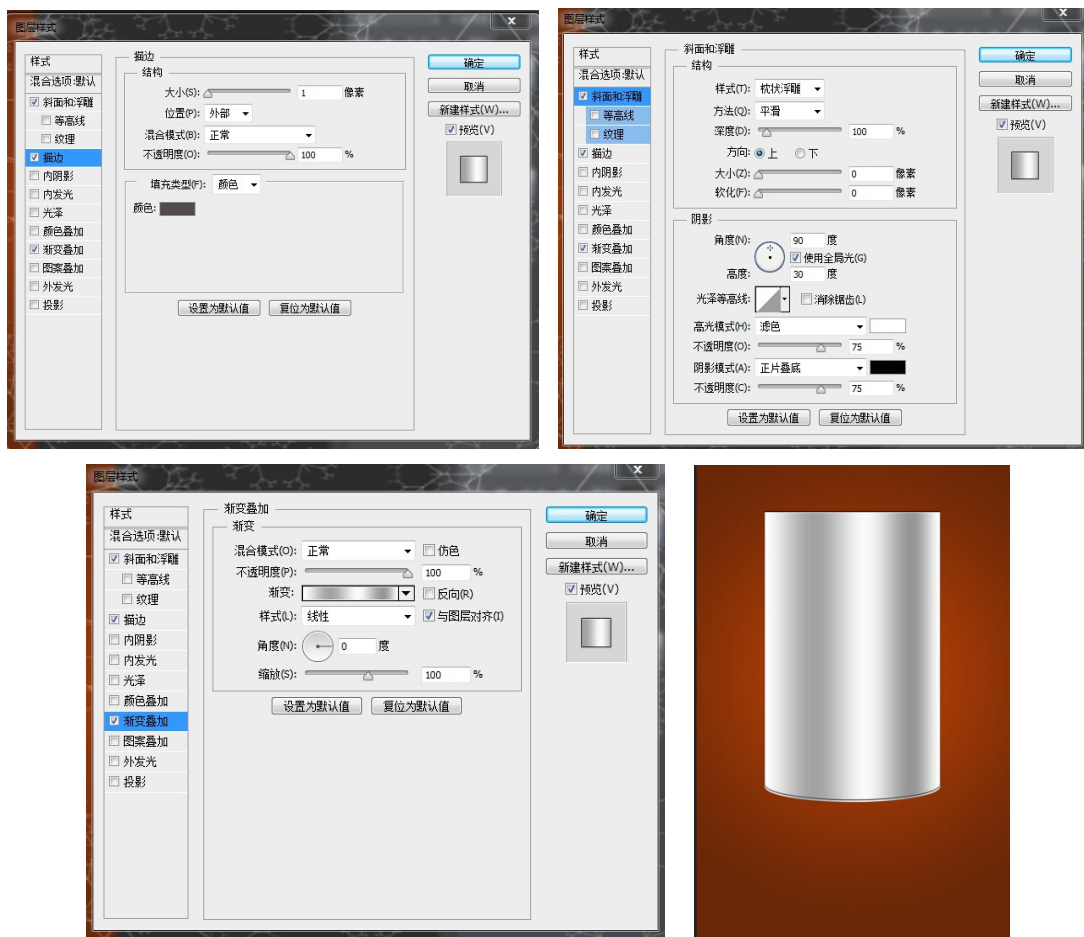 图层样式
样式
混合选项:默认
斜面和浮雕
等高线
纹理
描边
内阴影
内发光
光泽
颜色叠加
渐变叠加
图案叠加
外发光
投影
描边
结构
大小(S): 1 像素
位置(P): 外部
混合模式(B): 正常
不透明度(O): 100 %
填充类型(F): 颜色
颜色:
设置为默认值 复位为默认值
确定
取消
新建样式(W)...
预览(V)
图层样式
样式
混合选项:默认
斜面和浮雕
等高线
纹理
描边
内阴影
内发光
光泽
颜色叠加
渐变叠加
图案叠加
外发光
投影
斜面和浮雕
结构
样式(T): 枕状浮雕
方法(Q): 平滑
深度(D): 100 %
方向: 上 下
大小(Z): 0 像素
软化(F): 0 像素
阴影
角度(N): 90 度
使用全局光(G)
高度: 30 度
光泽等高线: 消除锯齿(L)
高光模式(H): 滤色
不透明度(O): 75 %
阴影模式(A): 正片叠底
不透明度(C): 75 %
设置为默认值 复位为默认值
确定
取消
新建样式(W)...
预览(V)
图层样式
样式
混合选项:默认
斜面和浮雕
等高线
纹理
描边
内阴影
内发光
光泽
颜色叠加
渐变叠加
图案叠加
外发光
投影
渐变叠加
渐变
混合模式(O): 正常 仿色
不透明度(P): 100 %
渐变: 反向(R)
样式(L): 线性 与图层对齐(I)
角度(N): 0 度
缩放(S): 100 %
设置为默认值 复位为默认值
确定
取消
新建样式(W)...
预览(V)